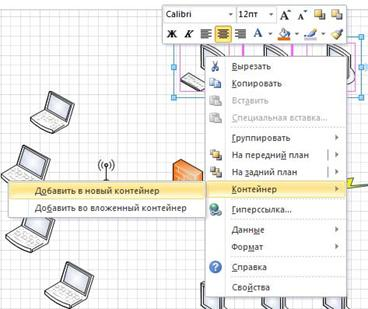 Calibri 12пт А А
Ж К А
Вырезать
Копировать
Вставить
Специальная вставка...
Группировать
На передний план
На задний план
Контейнер
Добавить в новый контейнер
Добавить во вложенный контейнер
Гиперссылка...
Данные
Формат
Справка
Свойства